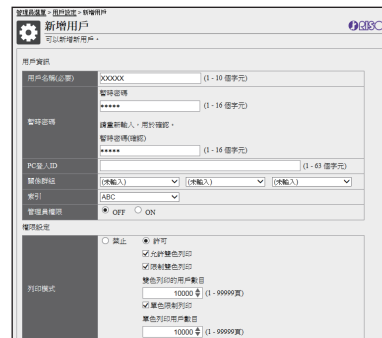 管理員選單 > 用戶設定 > 新增用戶
新增用戶
可以新增新用戶。
RISO
用戶資訊
用戶名稱(必要) XXXXX (1 - 10 個字元)
暫時密碼
暫時密碼
••••• (1 - 16 個字元)
請重新輸入，用於確認。
暫時密碼(確認)
••••• (1 - 16 個字元)
PC登入ID (1 - 63 個字元)
關係群組 (未輸入) (未輸入) (未輸入)
索引 ABC
管理員權限 OFF ON
權限設定
列印模式
禁止 許可
允許雙色列印
限制雙色列印
雙色列印的用戶數目
10000 (1 - 99999頁)
單色限制列印
單色列印用戶數目
10000 (1 - 99999頁)